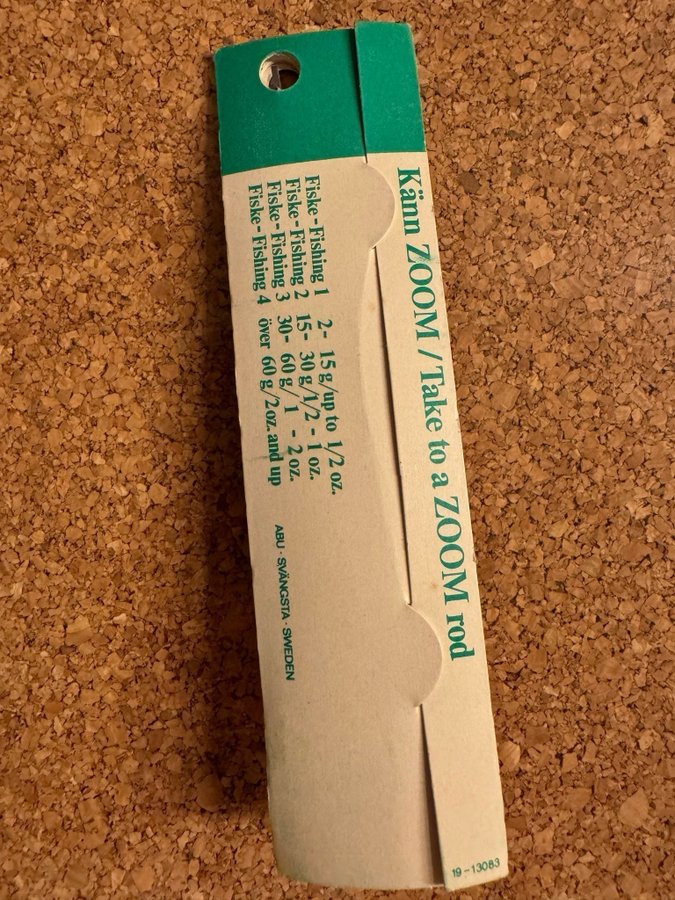 Känn ZOOM / Take to a ZOOM rod
Fiske - Fishing 1 2- 15 g/up to 1/2 oz.
Fiske - Fishing 2 15- 30 g/1/2 - 1 oz.
Fiske - Fishing 3 30- 60 g/ 1 - 2 oz.
Fiske - Fishing 4 över 60 g/2 oz. and up
ABU · SVÄNGSTA · SWEDEN
19-13083